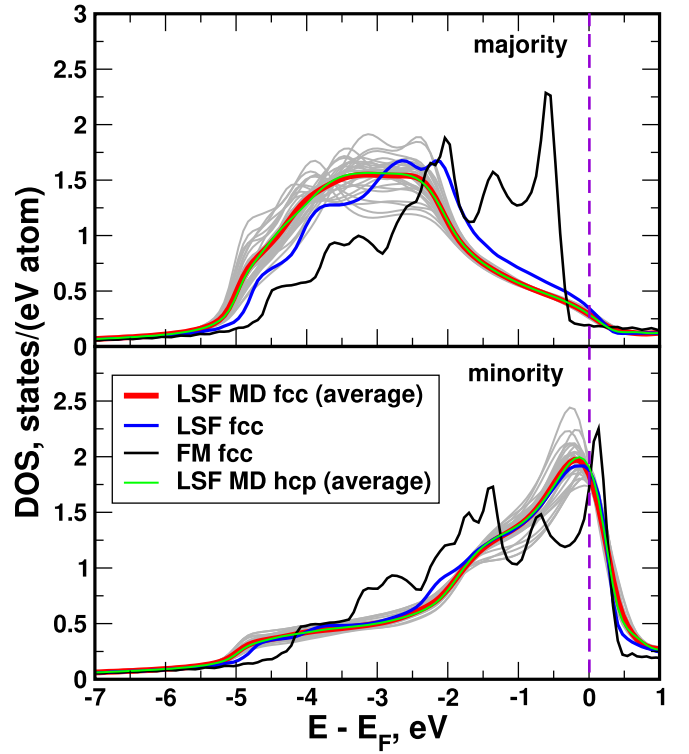 3
2.5
2
1.5
1
0.5
0
majority
2.5
2
1.5
1
0.5
0
minority
LSF MD fcc (average)
LSF fcc
FM fcc
LSF MD hcp (average)
DOS, states/(eV atom)
-7 -6 -5 -4 -3 -2 -1 0 1
E - E_F, eV